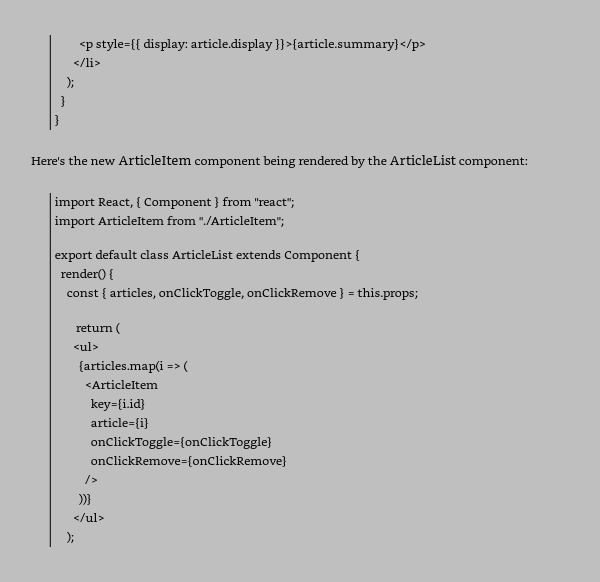 <p style={{ display: article.display }}>{article.summary}</p>
</li>
);
}
}
Here's the new ArticleItem component being rendered by the ArticleList component:
import React, { Component } from "react";
import ArticleItem from "./ArticleItem";
export default class ArticleList extends Component {
render() {
const { articles, onClickToggle, onClickRemove } = this.props;
return (
<ul>
{articles.map(i => (
<ArticleItem
key={i.id}
article={i}
onClickToggle={onClickToggle}
onClickRemove={onClickRemove}
/>
))}
</ul>
);